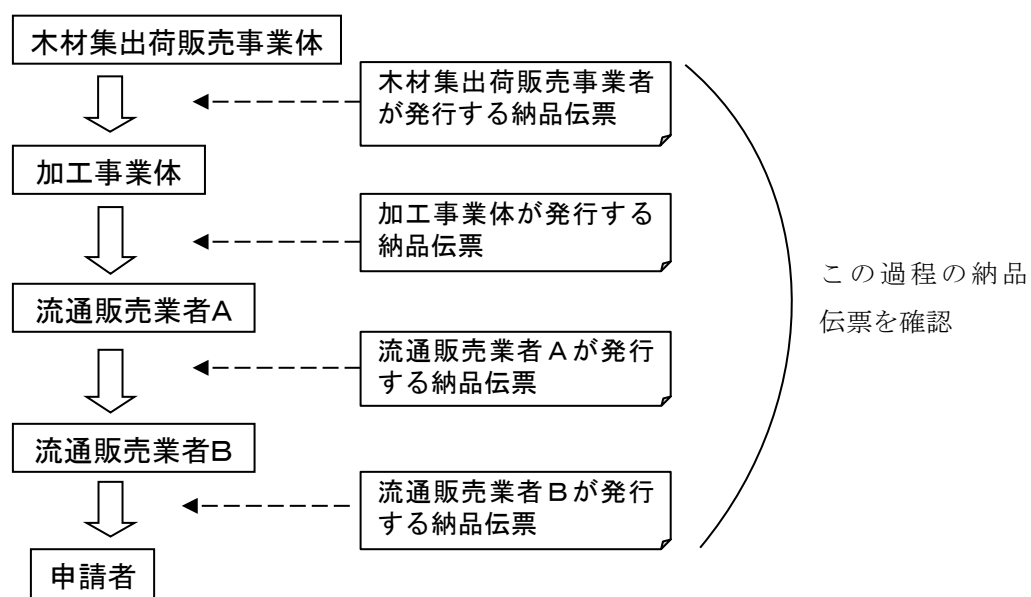 木材集出荷販売事業体
木材集出荷販売事業者
が発行する納品伝票
加工事業体
加工事業体が発行する
納品伝票
この過程の納品
伝票を確認
流通販売業者A
流通販売業者Aが発行
する納品伝票
流通販売業者B
流通販売業者Bが発行
する納品伝票
申請者